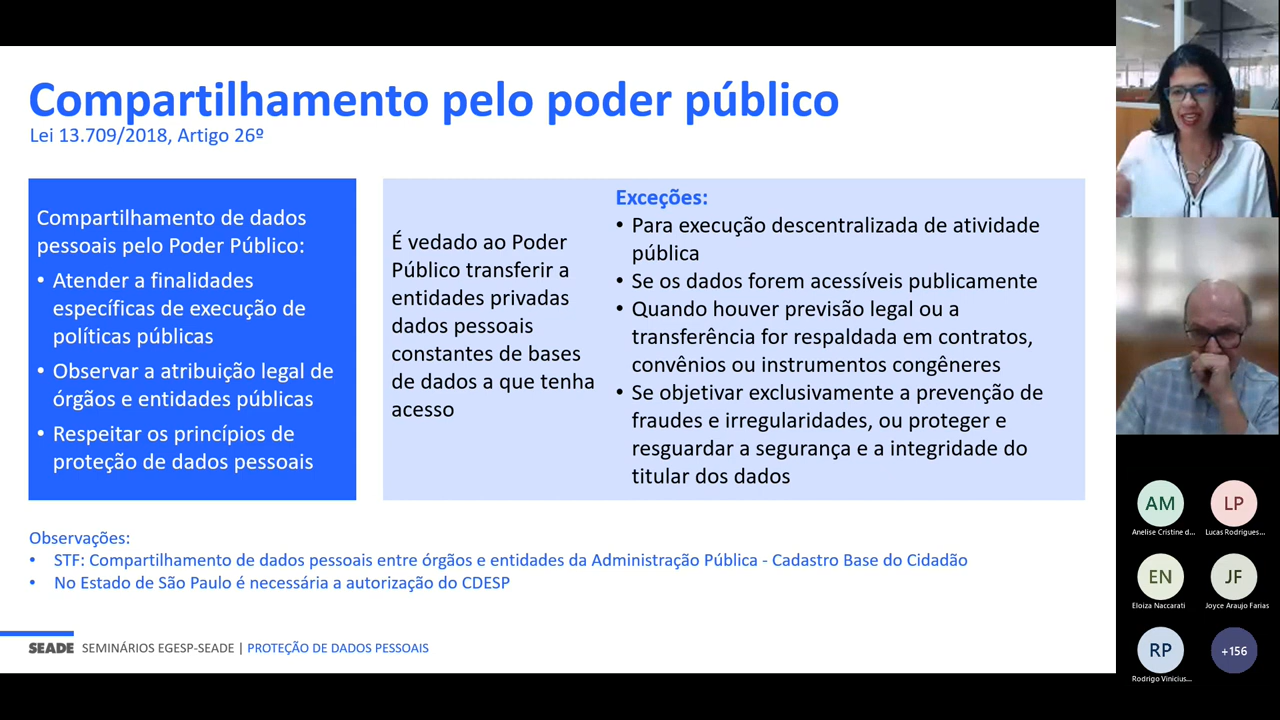 Compartilhamento pelo poder público
Lei 13.709/2018, Artigo 26º
Compartilhamento de dados
pessoais pelo Poder Público:
• Atender a finalidades
específicas de execução de
políticas públicas
• Observar a atribuição legal de
órgãos e entidades públicas
• Respeitar os princípios de
proteção de dados pessoais
É vedado ao Poder
Público transferir a
entidades privadas
dados pessoais
constantes de bases
de dados a que tenha
acesso
Exceções:
• Para execução descentralizada de atividade
pública
• Se os dados forem acessíveis publicamente
• Quando houver previsão legal ou a
transferência for respaldada em contratos,
convênios ou instrumentos congêneres
• Se objetivar exclusivamente a prevenção de
fraudes e irregularidades, ou proteger e
resguardar a segurança e a integridade do
titular dos dados
Observações:
• STF: Compartilhamento de dados pessoais entre órgãos e entidades da Administração Pública - Cadastro Base do Cidadão
• No Estado de São Paulo é necessária a autorização do CDESP
SEADE SEMINÁRIOS EGESP-SEADE | PROTEÇÃO DE DADOS PESSOAIS
AM
Anelise Cristine d...
LP
Lucas Rodrigues...
EN
Eloiza Naccarati
JF
Joyce Araujo Farias
RP
Rodrigo Vinicius...
+156